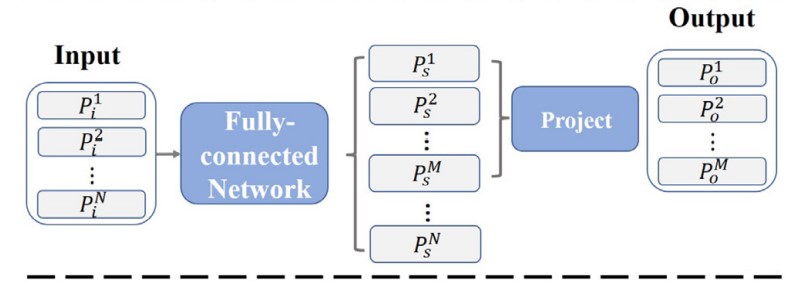 Input
P_i^1
P_i^2
⋮
P_i^N
Fully-
connected
Network
P_s^1
P_s^2
⋮
P_s^M
⋮
P_s^N
Project
Output
P_o^1
P_o^2
⋮
P_o^M